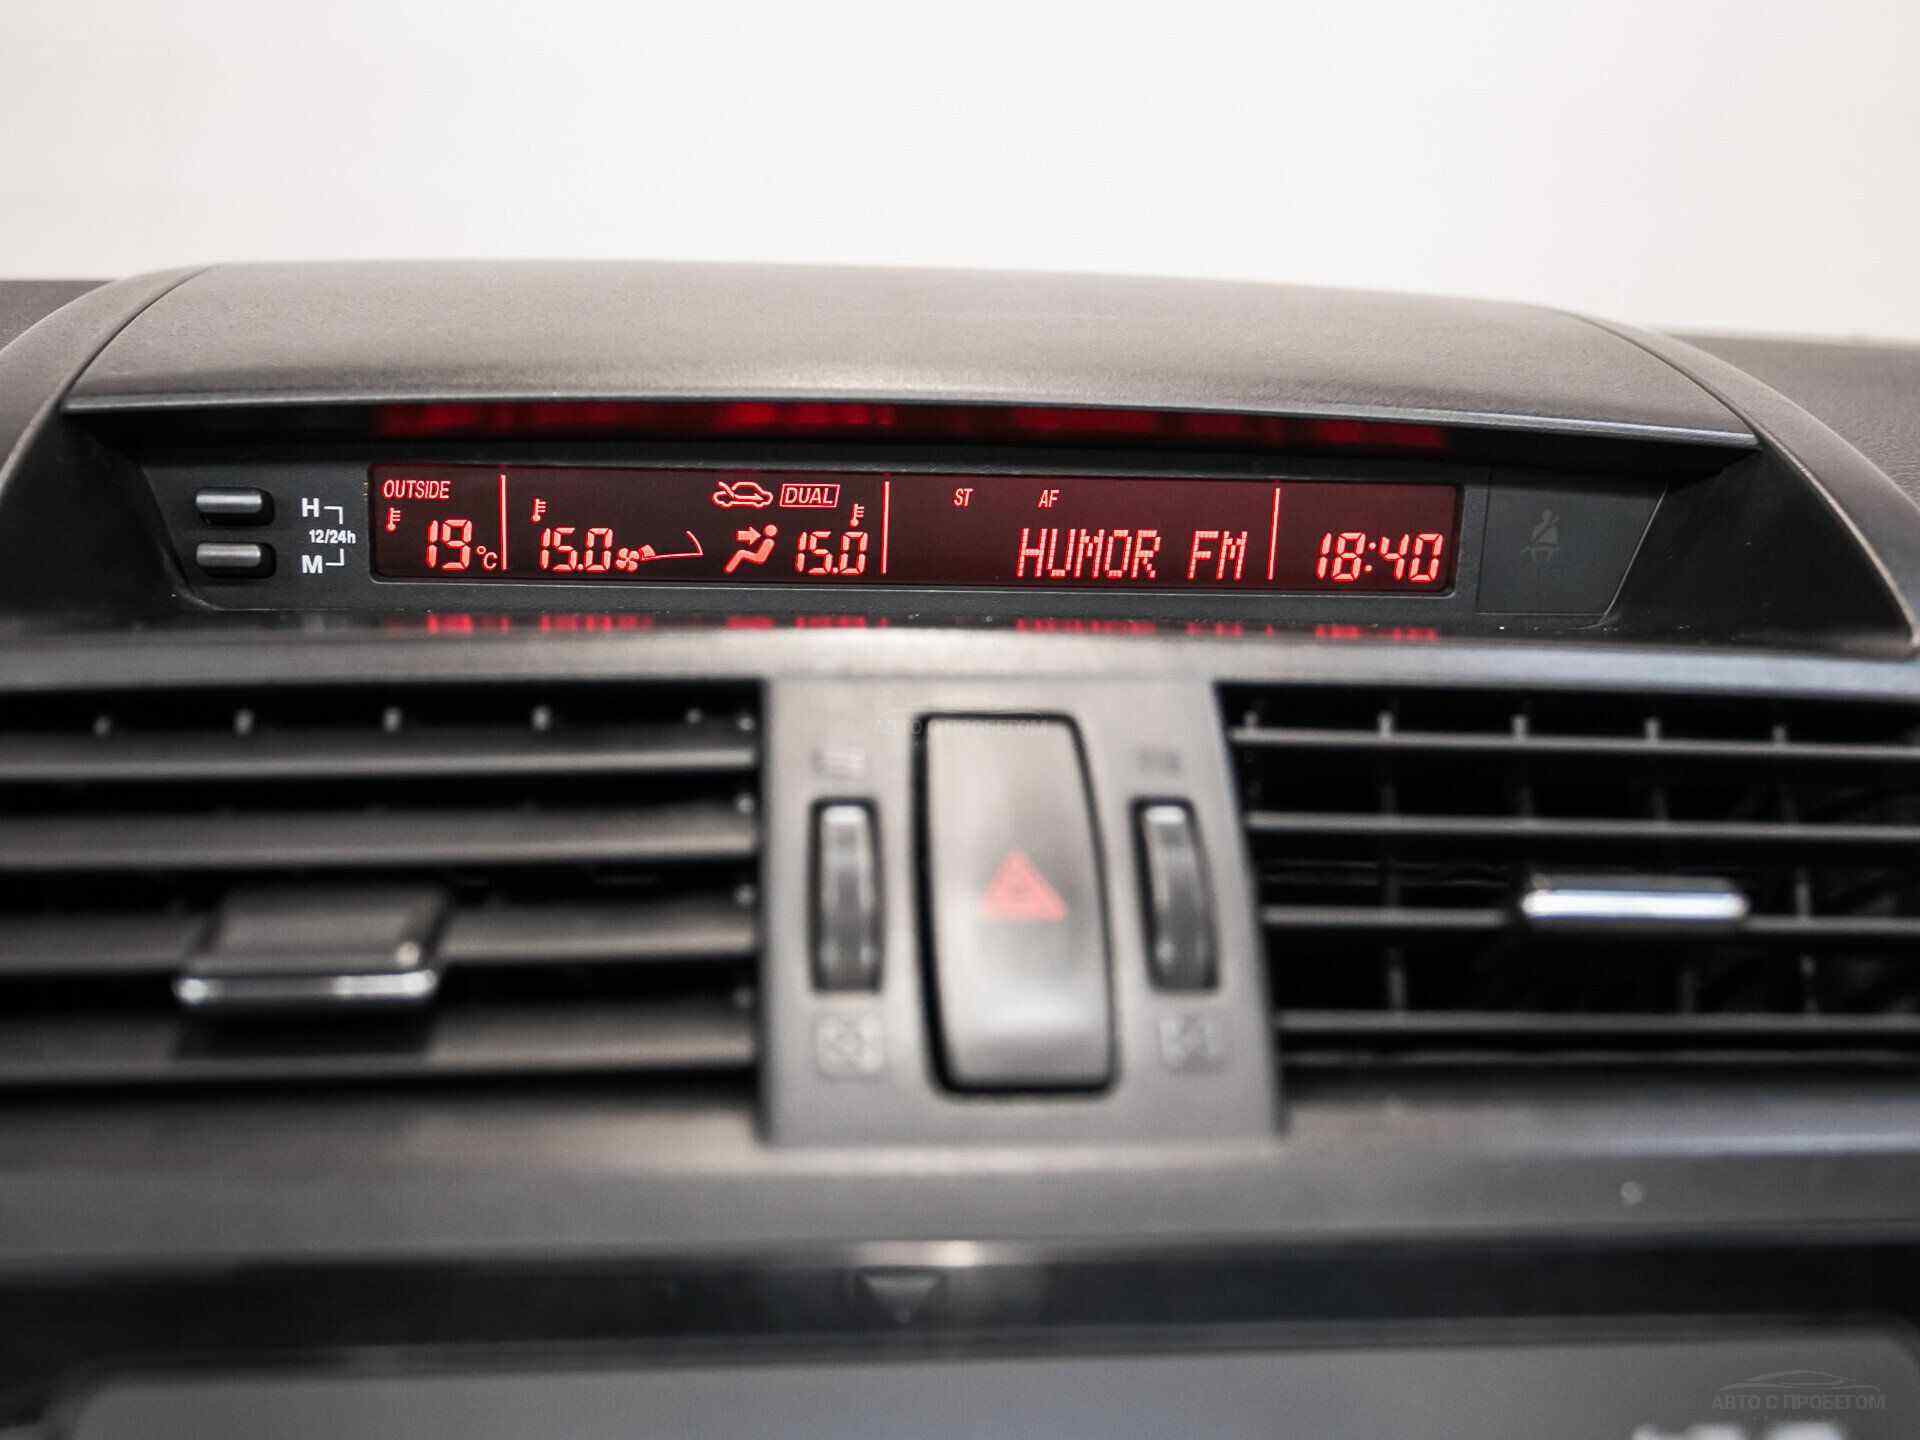 OUTSIDE
DUAL
ST AF
H
12/24h
M
19°C
15.0
15.0
HUMOR FM
18:40
АВТО С ПРОБЕГОМ